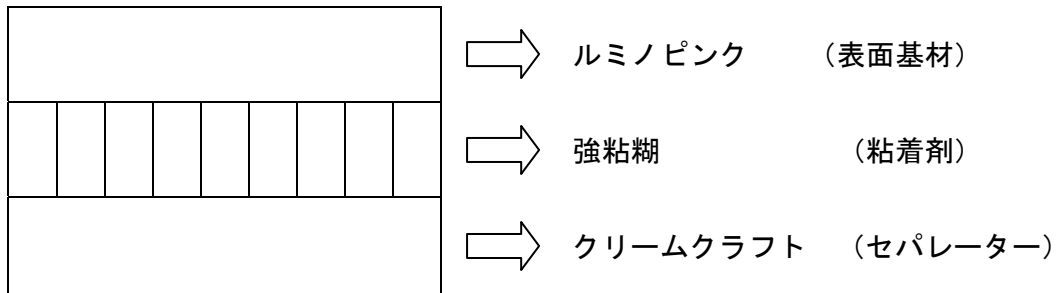 ルミノピンク　　（表面基材）
強粘糊　　　　　（粘着剤）
クリームクラフト　（セパレーター）